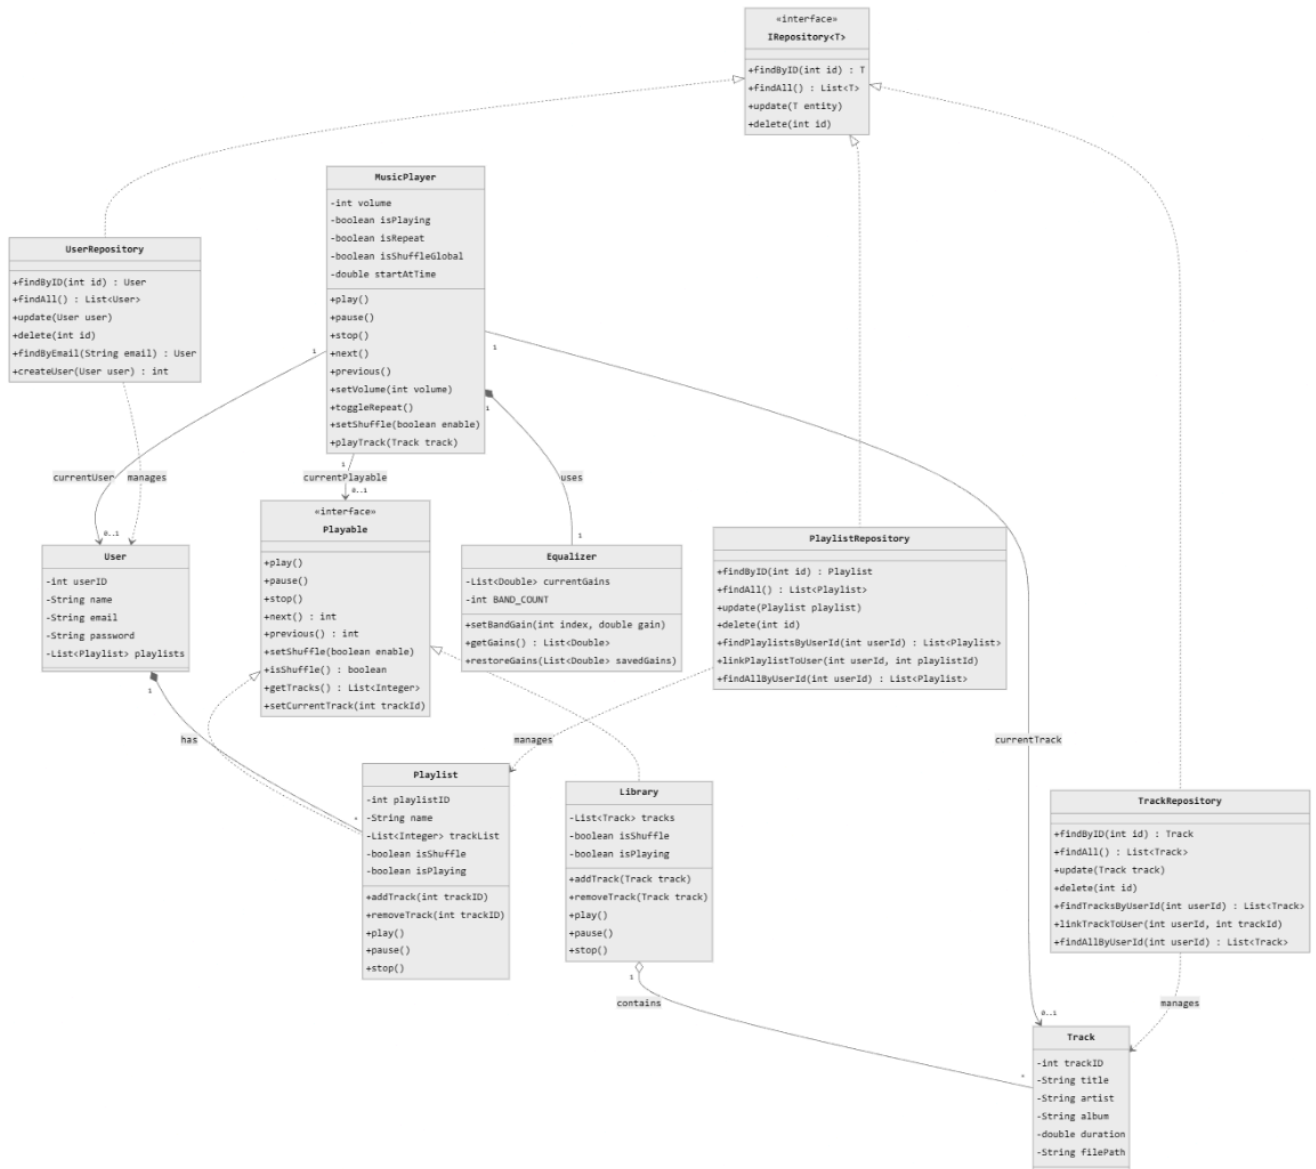 «interface»
IRepository<T>
+findByID(int id) : T
+findAll() : List<T>
+update(T entity)
+delete(int id)
MusicPlayer
-int volume
-boolean isPlaying
-boolean isRepeat
-boolean isShuffleGlobal
-double startAtTime
+play()
+pause()
+stop()
+next()
+previous()
+setVolume(int volume)
+toggleRepeat()
+setShuffle(boolean enable)
+playTrack(Track track)
UserRepository
+findByID(int id) : User
+findAll() : List<User>
+update(User user)
+delete(int id)
+findByEmail(String email) : User
+createUser(User user) : int
1
1
1
1
currentUser
manages
currentPlayable
uses
0..1
0..1
1
User
-int userID
-String name
-String email
-String password
-List<Playlist> playlists
1
has
*
«interface»
Playable
+play()
+pause()
+stop()
+next() : int
+previous() : int
+setShuffle(boolean enable)
+isShuffle() : boolean
+getTracks() : List<Integer>
+setCurrentTrack(int trackId)
Equalizer
-List<Double> currentGains
-int BAND_COUNT
+setBandGain(int index, double gain)
+getGains() : List<Double>
+restoreGains(List<Double> savedGains)
PlaylistRepository
+findByID(int id) : Playlist
+findAll() : List<Playlist>
+update(Playlist playlist)
+delete(int id)
+findPlaylistsByUserId(int userId) : List<Playlist>
+linkPlaylistToUser(int userId, int playlistId)
+findAllByUserId(int userId) : List<Playlist>
manages
currentTrack
Playlist
-int playlistID
-String name
-List<Integer> trackList
-boolean isShuffle
-boolean isPlaying
+addTrack(int trackID)
+removeTrack(int trackID)
+play()
+pause()
+stop()
Library
-List<Track> tracks
-boolean isShuffle
-boolean isPlaying
+addTrack(Track track)
+removeTrack(Track track)
+play()
+pause()
+stop()
TrackRepository
+findByID(int id) : Track
+findAll() : List<Track>
+update(Track track)
+delete(int id)
+findTracksByUserId(int userId) : List<Track>
+linkTrackToUser(int userId, int trackId)
+findAllByUserId(int userId) : List<Track>
1
contains
manages
0..1
*
Track
-int trackID
-String title
-String artist
-String album
-double duration
-String filePath